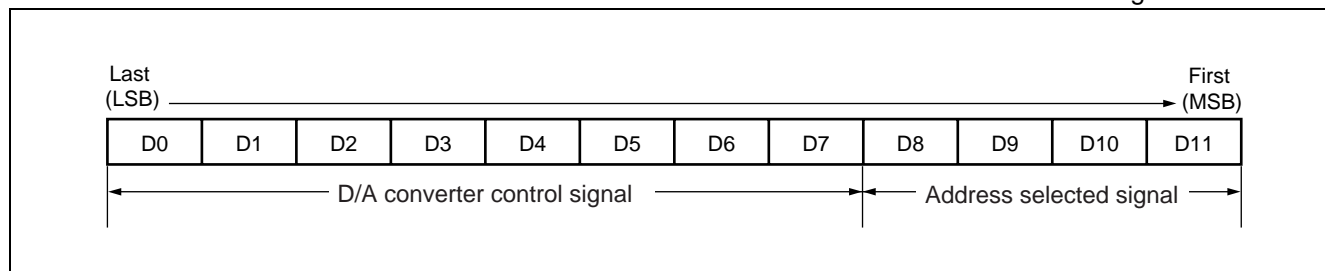 Last
(LSB)
First
(MSB)
D0 D1 D2 D3 D4 D5 D6 D7 D8 D9 D10 D11
D/A converter control signal
Address selected signal